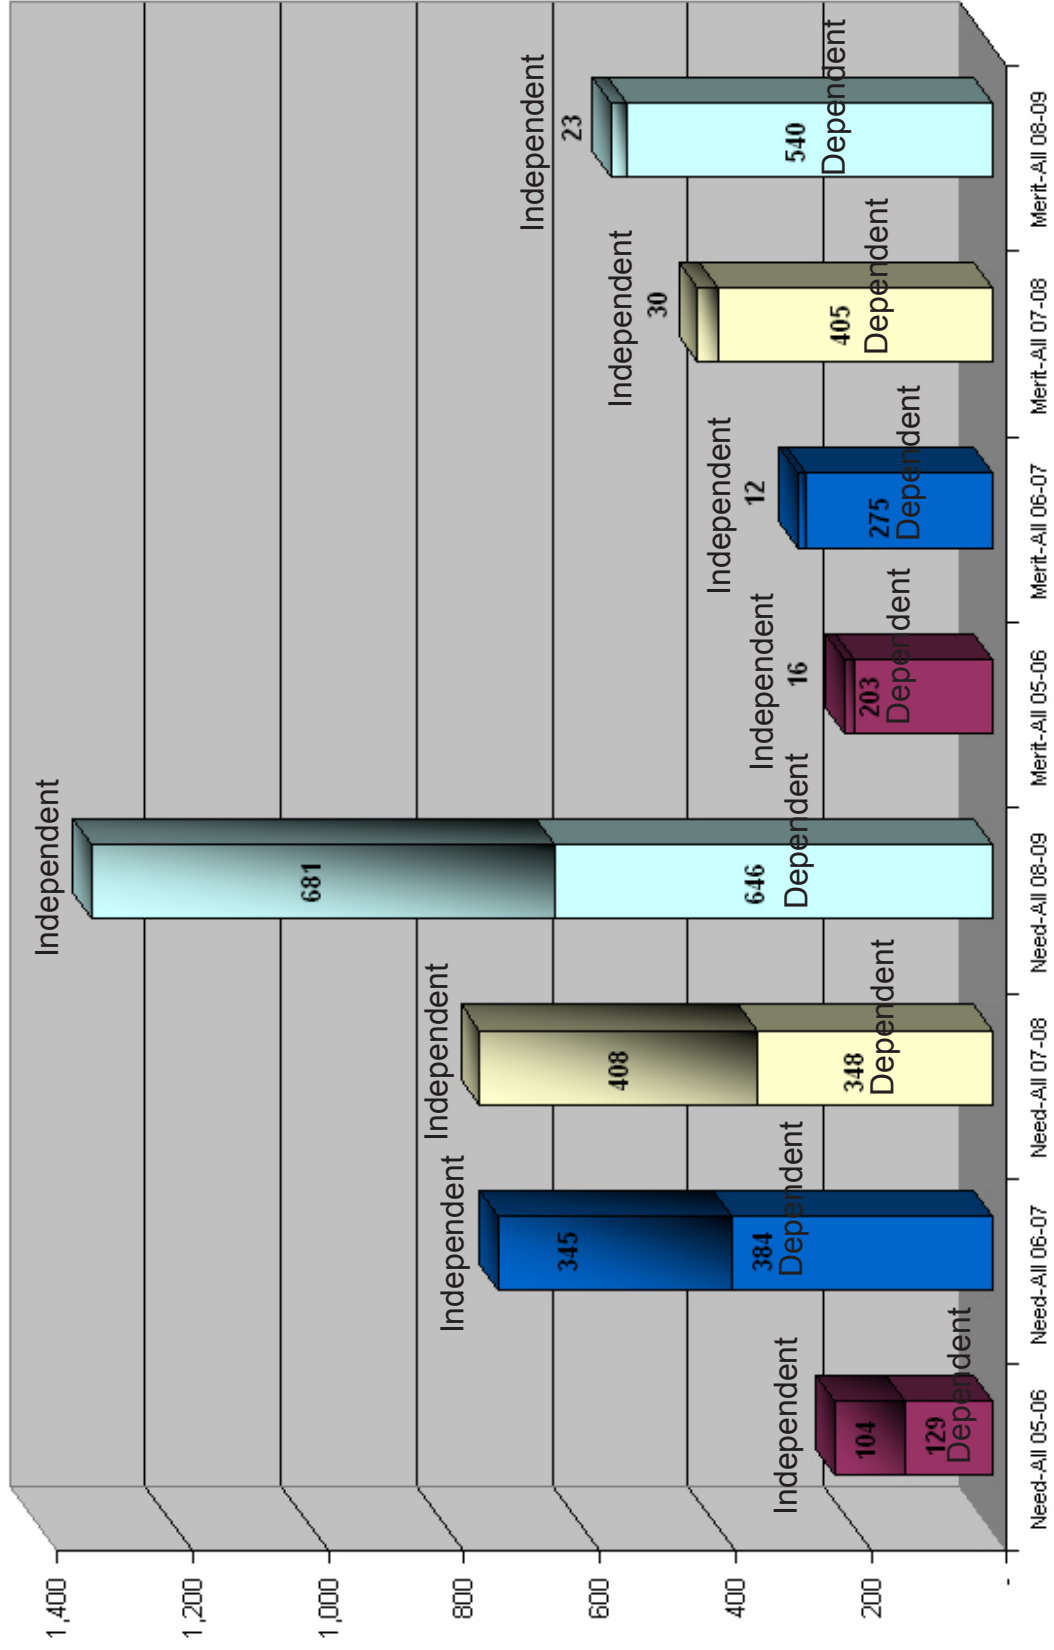 1,400
1,200
1,000
800
600
400
200
-
Independent
104
129
Dependent
Independent
345
384
Dependent
Independent
408
348
Dependent
Independent
681
646
Dependent
Independent
16
203
Dependent
Independent
12
275
Dependent
Independent
30
405
Dependent
Independent
23
540
Dependent
Need-All 05-06
Need-All 06-07
Need-All 07-08
Need-All 08-09
Merit-All 05-06
Merit-All 06-07
Merit-All 07-08
Merit-All 08-09